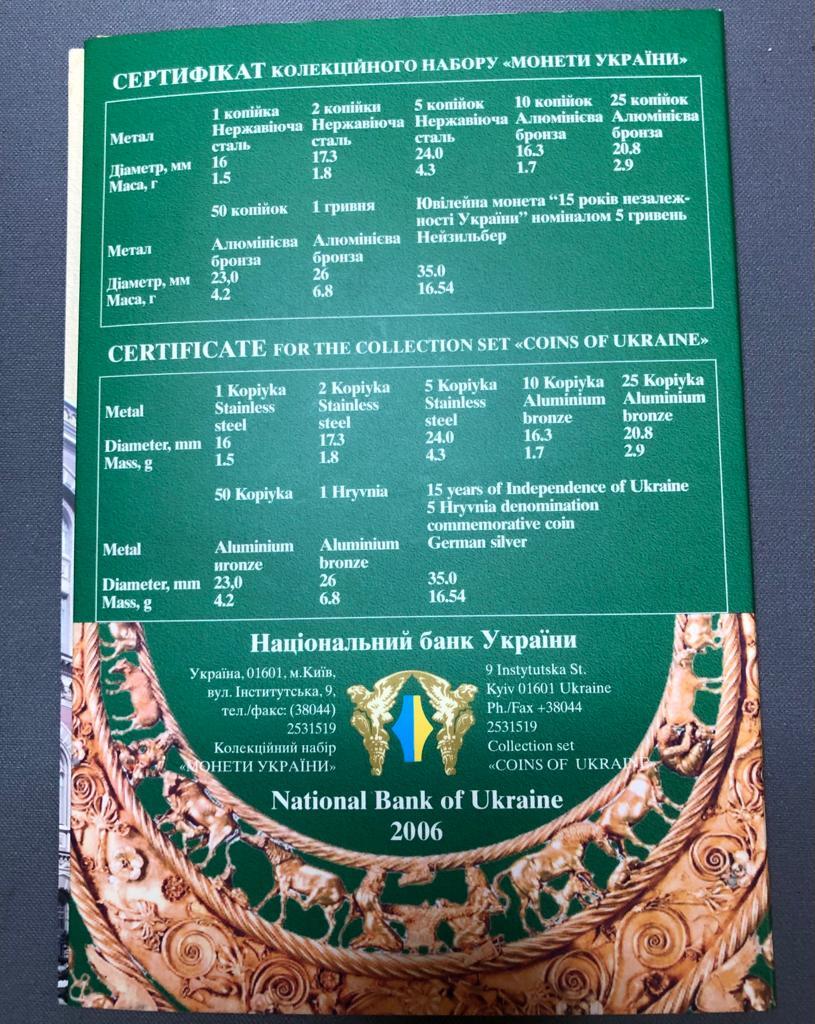 СЕРТИФІКАТ КОЛЕКЦІЙНОГО НАБОРУ «МОНЕТИ УКРАЇНИ»
1 копійка 2 копійки 5 копійок 10 копійок 25 копійок
Метал Нержавіюча Нержавіюча Нержавіюча Алюмінієва Алюмінієва
сталь сталь сталь бронза бронза
Діаметр, мм 16 17.3 24.0 16.3 20.8
Маса, г 1.5 1.8 4.3 1.7 2.9
50 копійок 1 гривня Ювілейна монета “15 років незалеж-
ності України” номіналом 5 гривень
Метал Алюмінієва Алюмінієва Нейзильбер
бронза бронза
Діаметр, мм 23,0 26 35.0
Маса, г 4.2 6.8 16.54
CERTIFICATE FOR THE COLLECTION SET «COINS OF UKRAINE»
1 Kopiyka 2 Kopiyka 5 Kopiyka 10 Kopiyka 25 Kopiyka
Metal Stainless Stainless Stainless Aluminium Aluminium
steel steel steel bronze bronze
Diameter, mm 16 17.3 24.0 16.3 20.8
Mass, g 1.5 1.8 4.3 1.7 2.9
50 Kopiyka 1 Hryvnia 15 years of Independence of Ukraine
5 Hryvnia denomination
commemorative coin
Metal Aluminium Aluminium German silver
иronze bronze
Diameter, mm 23,0 26 35.0
Mass, g 4.2 6.8 16.54
Національний банк України
Україна, 01601, м.Київ,
вул. Інститутська, 9,
тел./факс: (38044)
2531519
Колекційний набір
«МОНЕТИ УКРАЇНИ»
9 Instytutska St.
Kyiv 01601 Ukraine
Ph./Fax +38044
2531519
Collection set
«COINS OF UKRAINE»
National Bank of Ukraine
2006